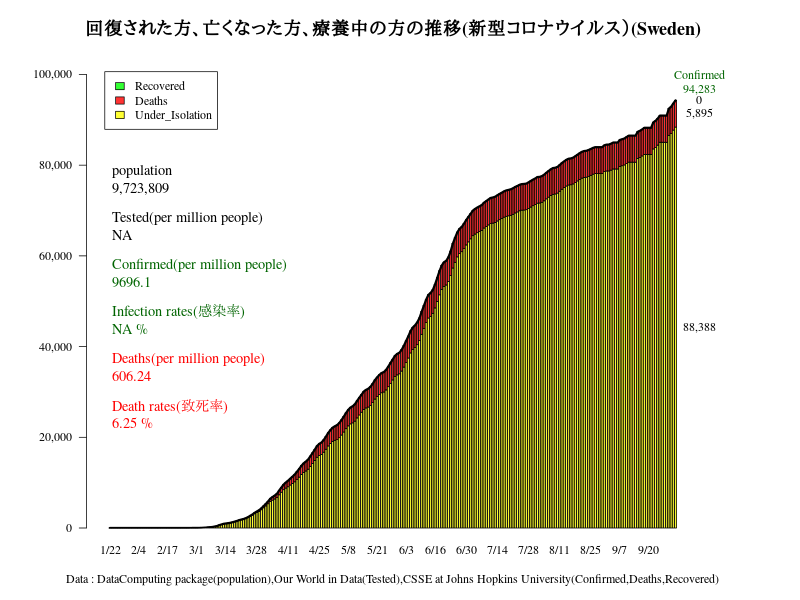 回復された方、亡くなった方、療養中の方の推移(新型コロナウイルス)(Sweden)
Confirmed
94,283
0
5,895
88,388
Recovered
Deaths
Under_Isolation
population
9,723,809
Tested(per million people)
NA
Confirmed(per million people)
9696.1
Infection rates(感染率)
NA %
Deaths(per million people)
606.24
Death rates(致死率)
6.25 %
100,000
80,000
60,000
40,000
20,000
0
1/22 2/4 2/17 3/1 3/14 3/28 4/11 4/25 5/8 5/21 6/3 6/16 6/30 7/14 7/28 8/11 8/25 9/7 9/20
Data : DataComputing package(population),Our World in Data(Tested),CSSE at Johns Hopkins University(Confirmed,Deaths,Recovered)